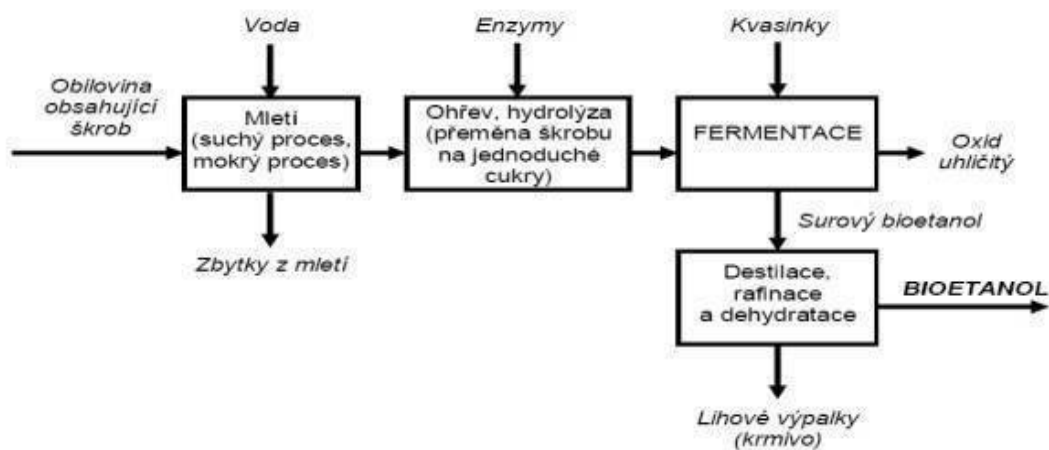 Voda
Enzymy
Kvasinky
Obilovina
obsahující
škrob
Mletí
(suchý proces,
mokrý proces)
Ohřev, hydrolýza
(přeměna škrobu
na jednoduché
cukry)
FERMENTACE
Oxid
uhličitý
Zbytky z mletí
Surový bioetanol
Destilace,
rafinace
a dehydratace
BIOETANOL
Lihové výpalky
(krmivo)